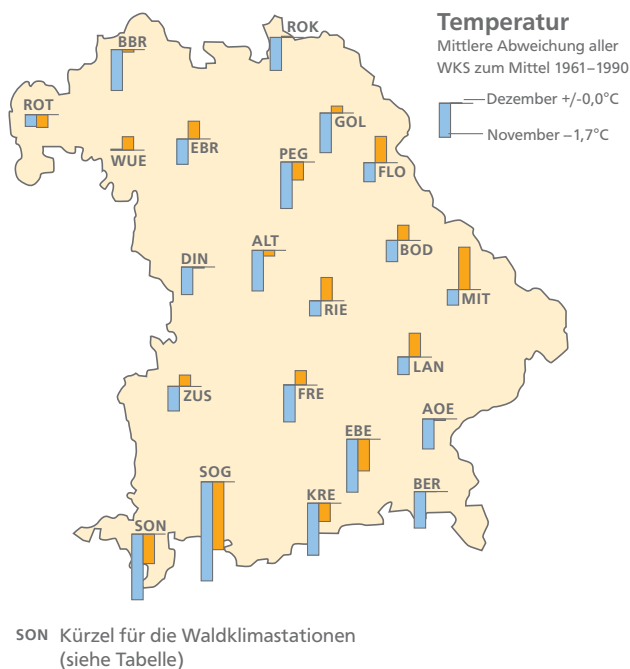 Temperatur
Mittlere Abweichung aller
WKS zum Mittel 1961–1990
Dezember +/-0,0°C
November –1,7°C
ROK
BBR
ROT
GOL
WUE
EBR
PEG
FLO
ALT
BOD
DIN
MIT
RIE
LAN
ZUS
FRE
AOE
EBE
SOG
BER
KRE
SON
SON Kürzel für die Waldklimastationen
(siehe Tabelle)